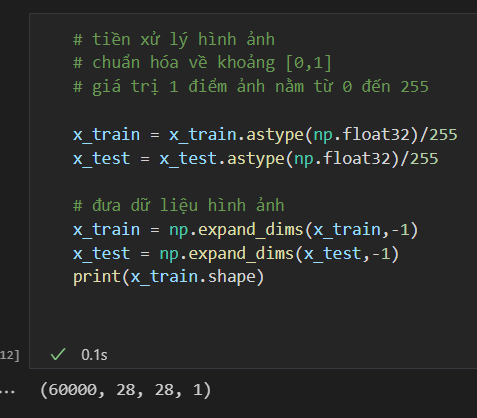 # tiền xử lý hình ảnh
# chuẩn hóa về khoảng [0,1]
# giá trị 1 điểm ảnh nằm từ 0 đến 255
x_train = x_train.astype(np.float32)/255
x_test = x_test.astype(np.float32)/255
# đưa dữ liệu hình ảnh
x_train = np.expand_dims(x_train,-1)
x_test = np.expand_dims(x_test,-1)
print(x_train.shape)
12] ✓ 0.1s
... (60000, 28, 28, 1)